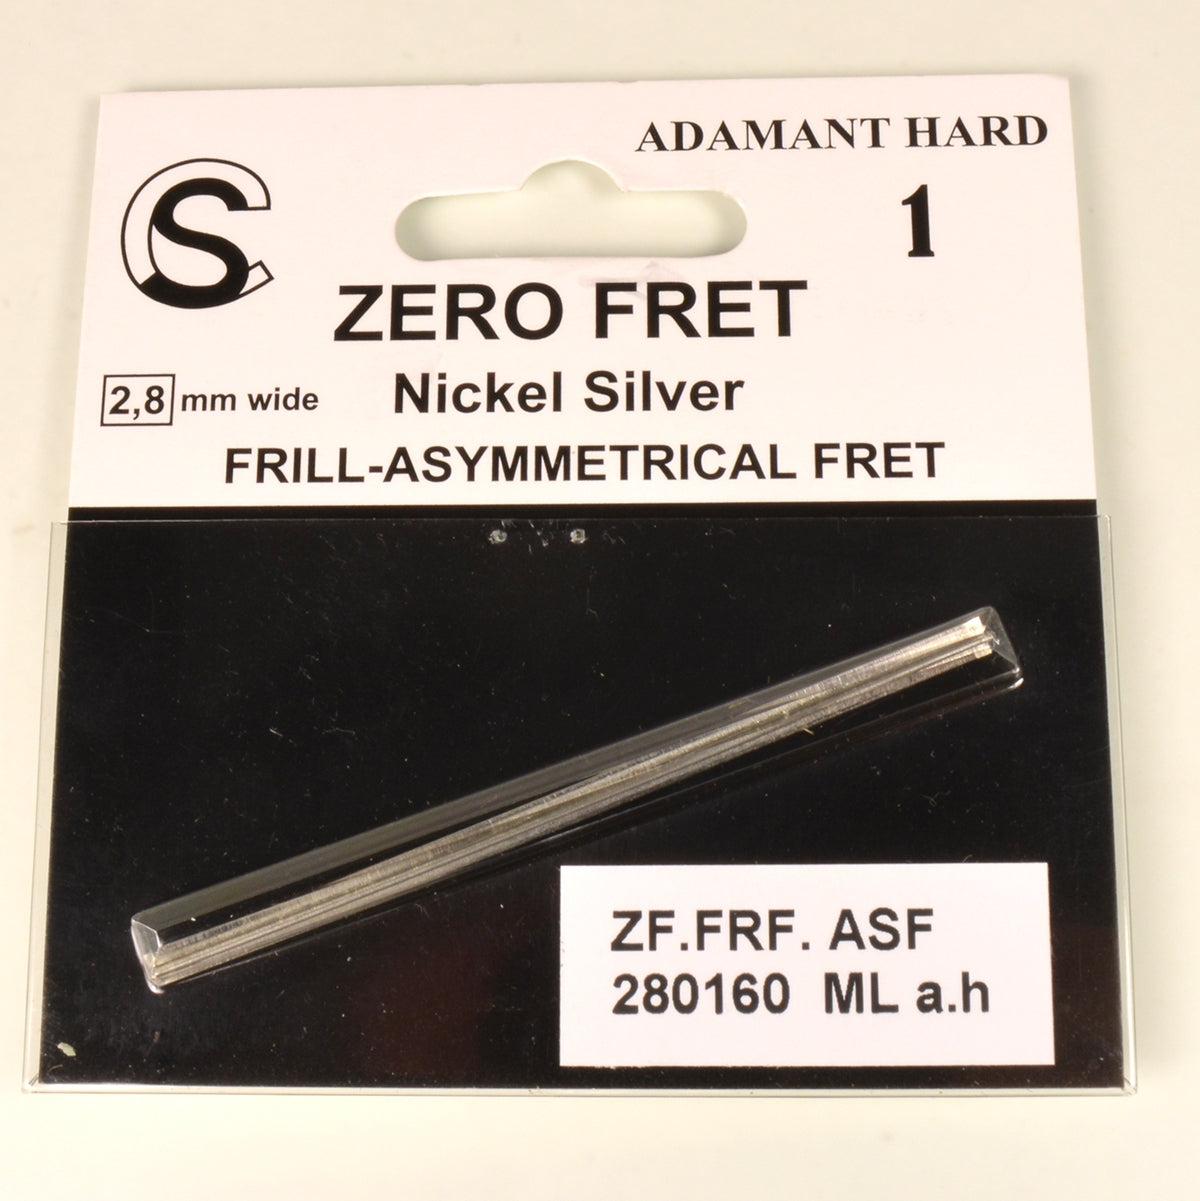 ADAMANT HARD
CS
1
ZERO FRET
2,8 mm wide
Nickel Silver
FRILL-ASYMMETRICAL FRET
ZF.FRF. ASF
280160 ML a.h